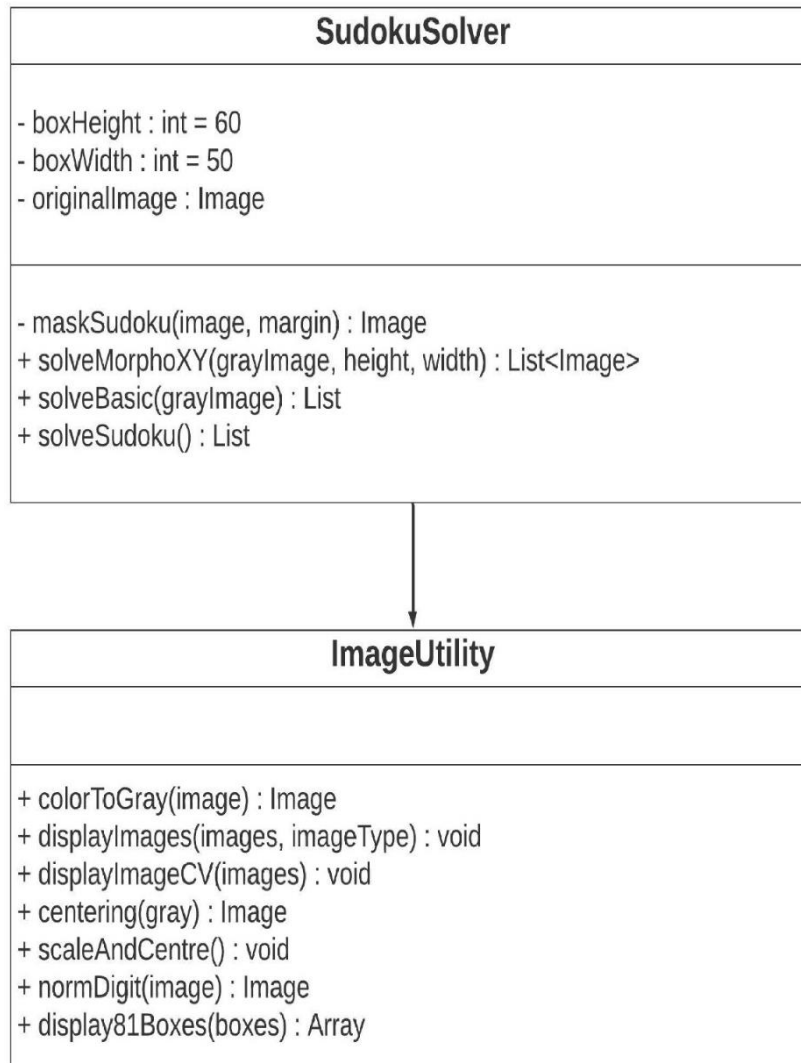 SudokuSolver
- boxHeight : int = 60
- boxWidth : int = 50
- originalImage : Image
- maskSudoku(image, margin) : Image
+ solveMorphoXY(grayImage, height, width) : List<Image>
+ solveBasic(grayImage) : List
+ solveSudoku() : List
ImageUtility
+ colorToGray(image) : Image
+ displayImages(images, imageType) : void
+ displayImageCV(images) : void
+ centering(gray) : Image
+ scaleAndCentre() : void
+ normDigit(image) : Image
+ display81Boxes(boxes) : Array